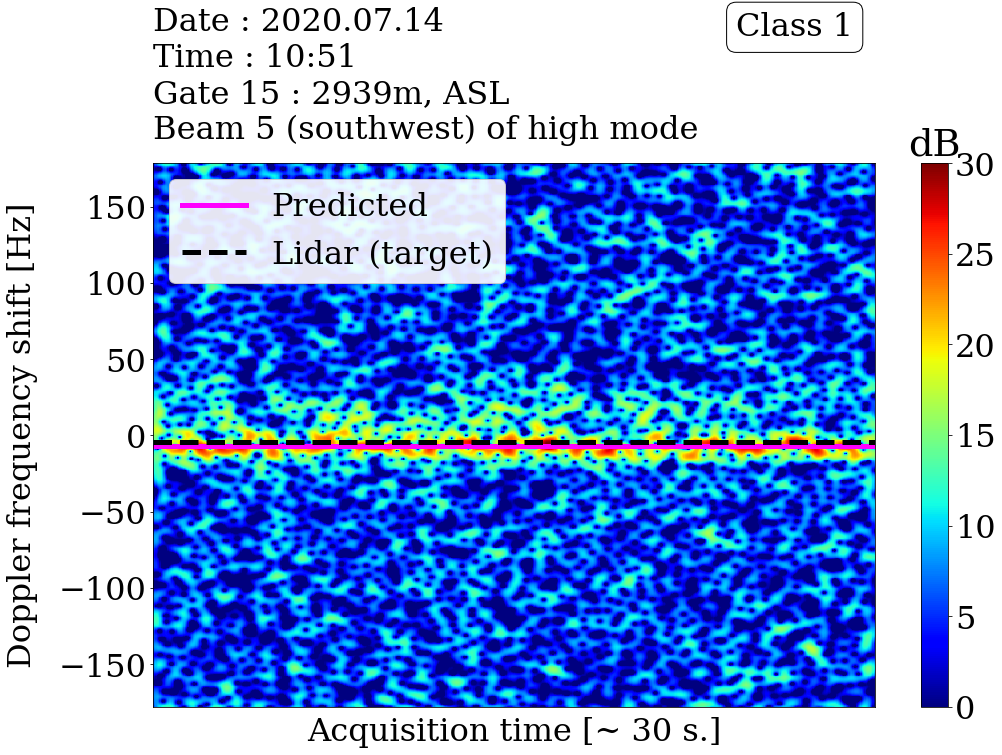 Date : 2020.07.14
Time : 10:51
Gate 15 : 2939m, ASL
Beam 5 (southwest) of high mode
Class 1
dB
Predicted
Lidar (target)
Doppler frequency shift [Hz]
150
100
50
0
−50
−100
−150
30
25
20
15
10
5
0
Acquisition time [~ 30 s.]